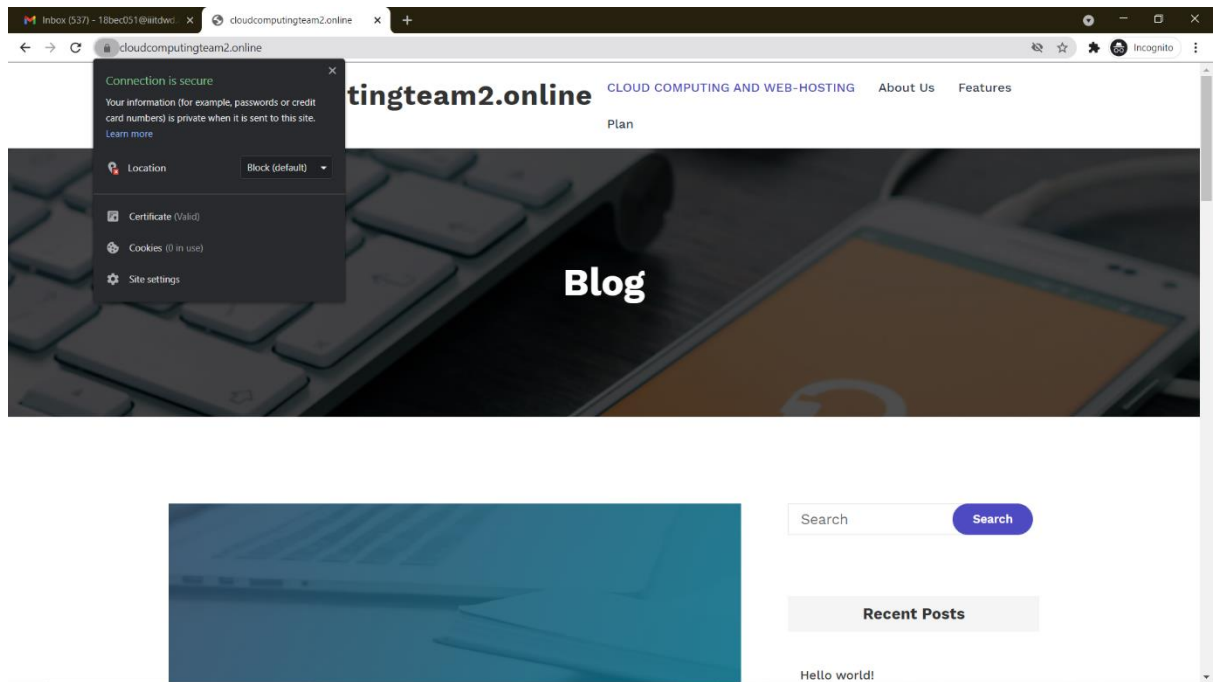 Inbox (537) - 18bec051@iiitdwd.
cloudcomputingteam2.online
cloudcomputingteam2.online
Incognito
Connection is secure
Your information (for example, passwords or credit
card numbers) is private when it is sent to this site.
Learn more
Location
Block (default)
Certificate (Valid)
Cookies (0 in use)
Site settings
tingteam2.online
CLOUD COMPUTING AND WEB-HOSTING
About Us
Features
Plan
Blog
Search
Search
Recent Posts
Hello world!